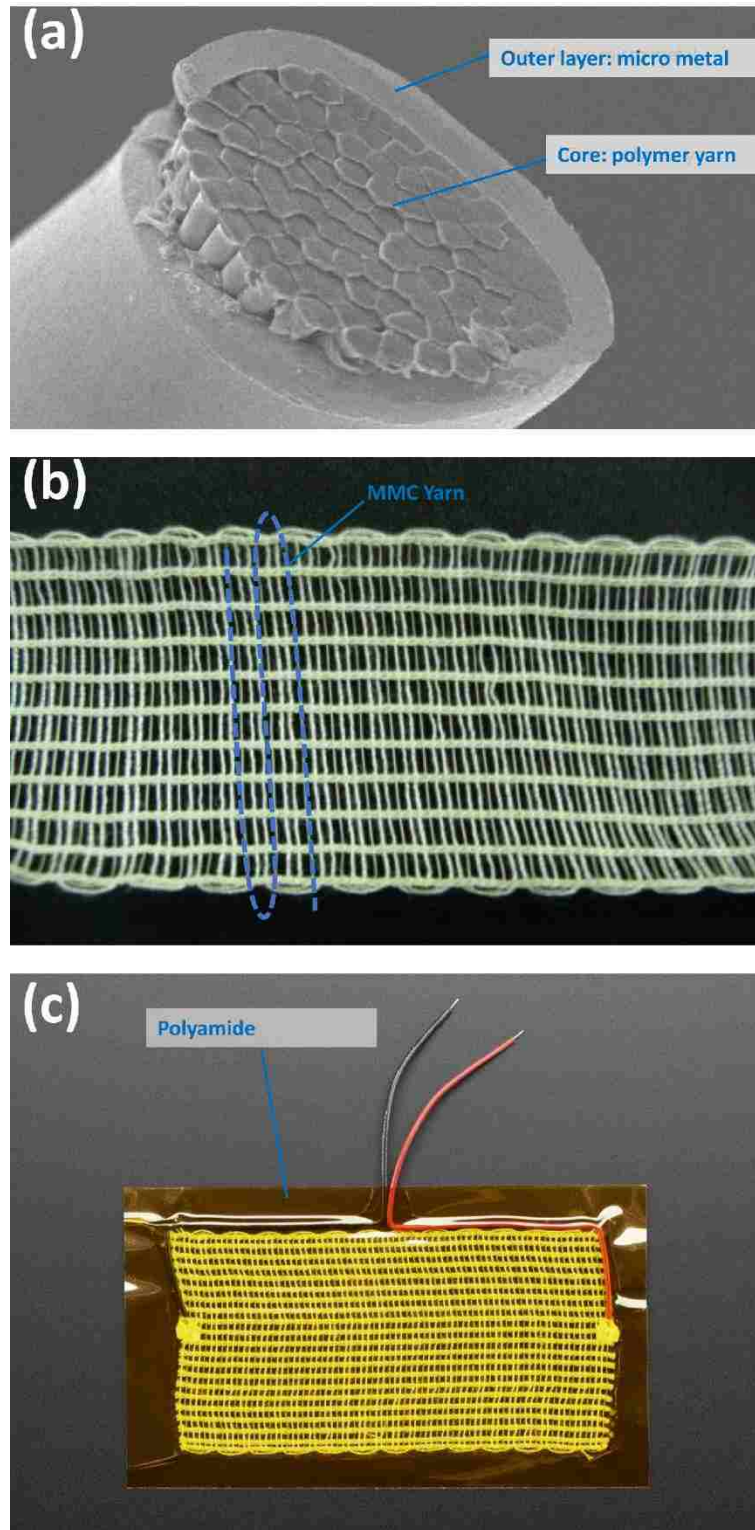 (a)
Outer layer: micro metal
Core: polymer yarn
(b)
MMC Yarn
(c)
Polyamide